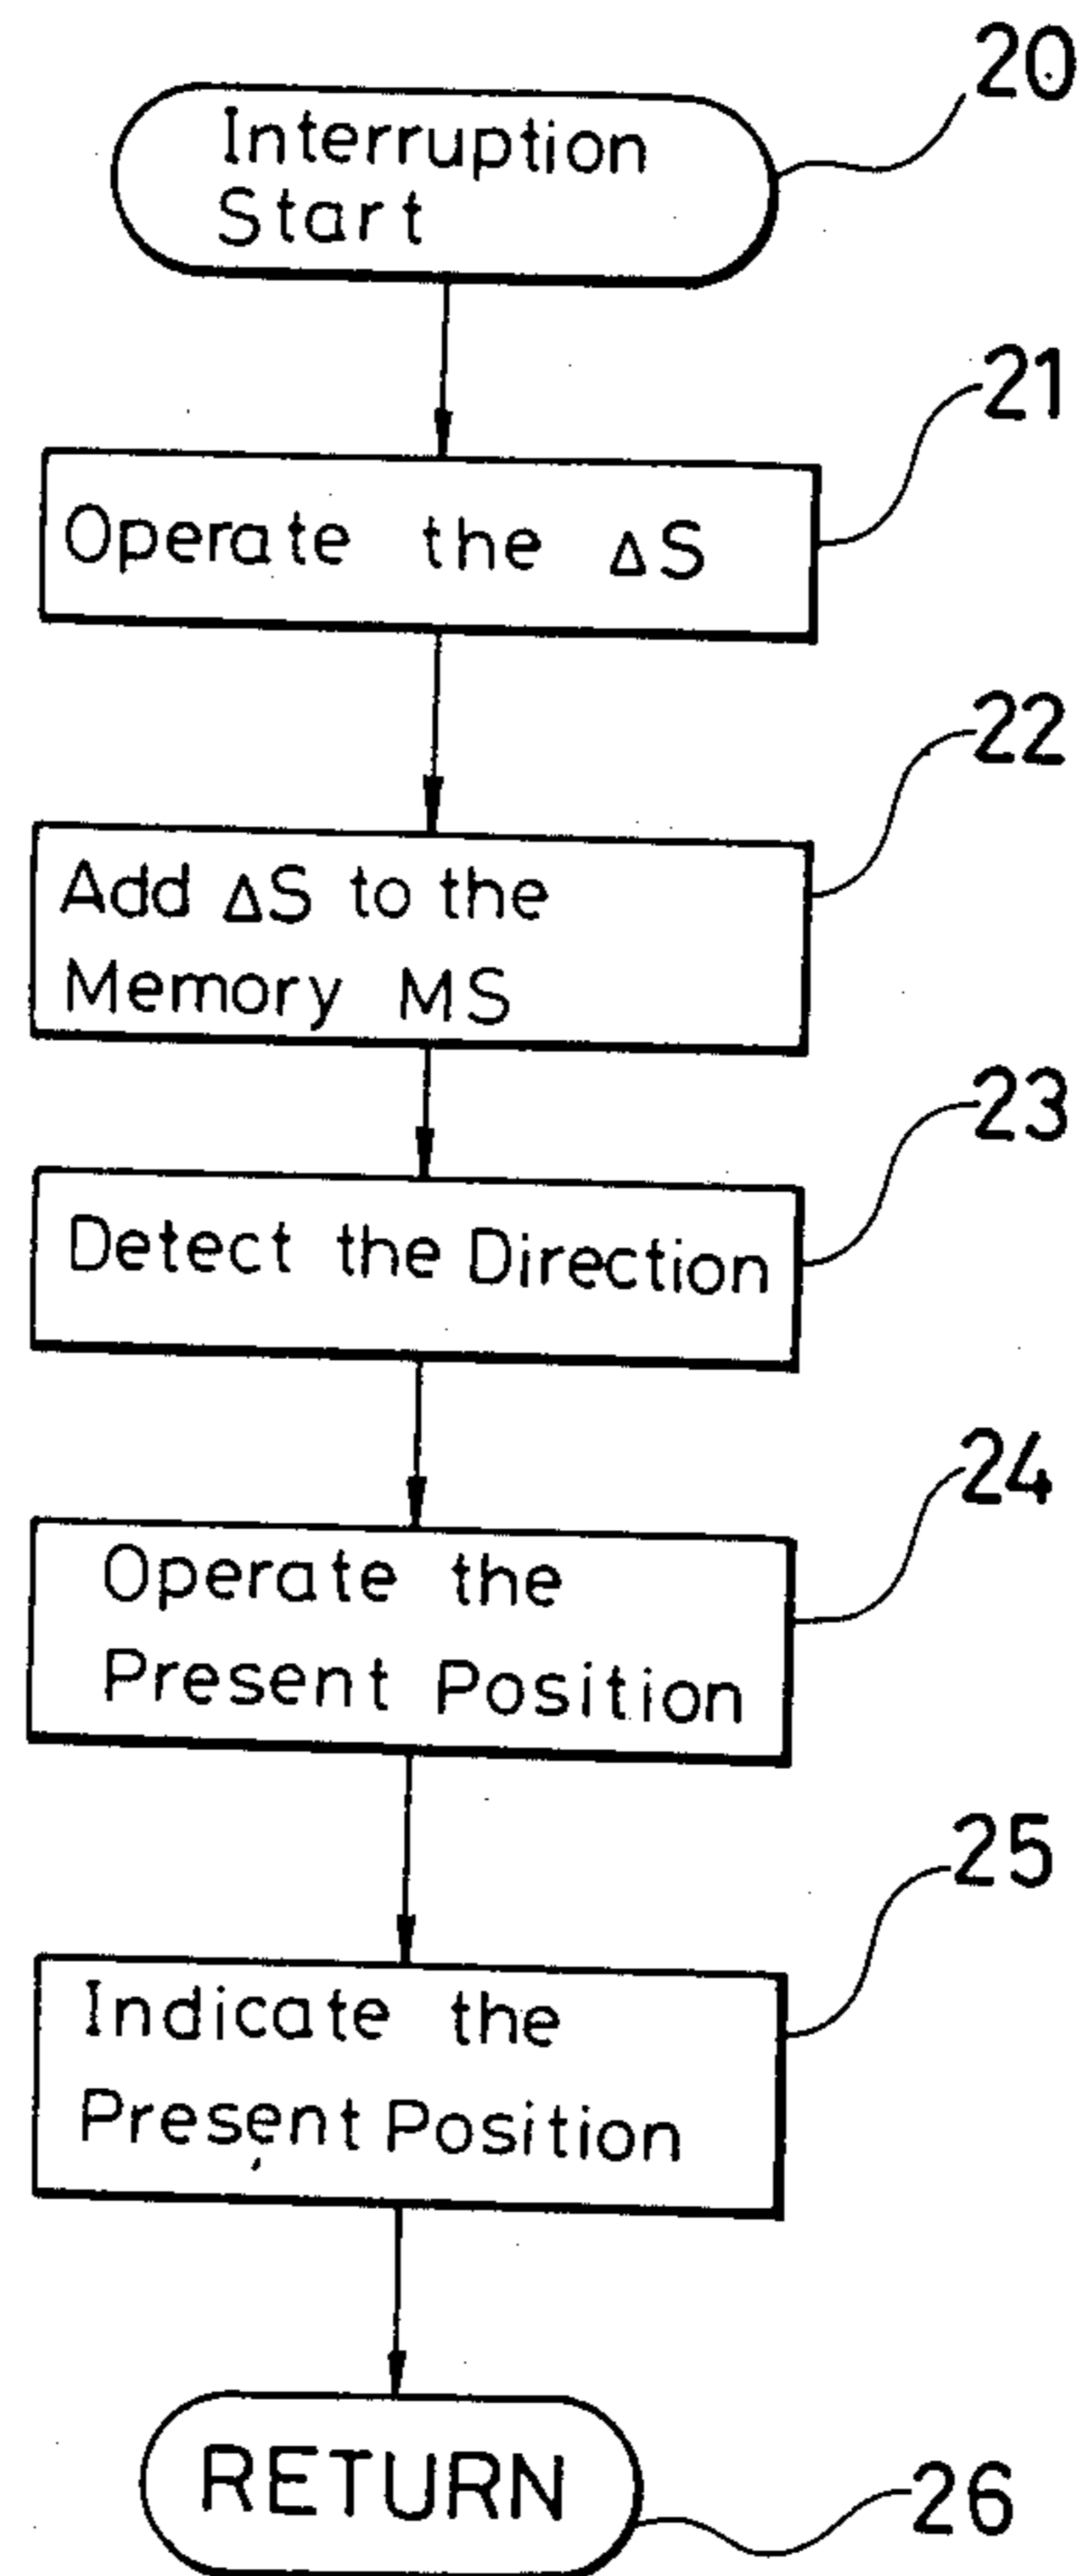 20
Interruption
Start
21
Operate the ΔS
22
Add ΔS to the
Memory MS
23
Detect the Direction
24
Operate the
Present Position
25
Indicate the
Present Position
RETURN
26